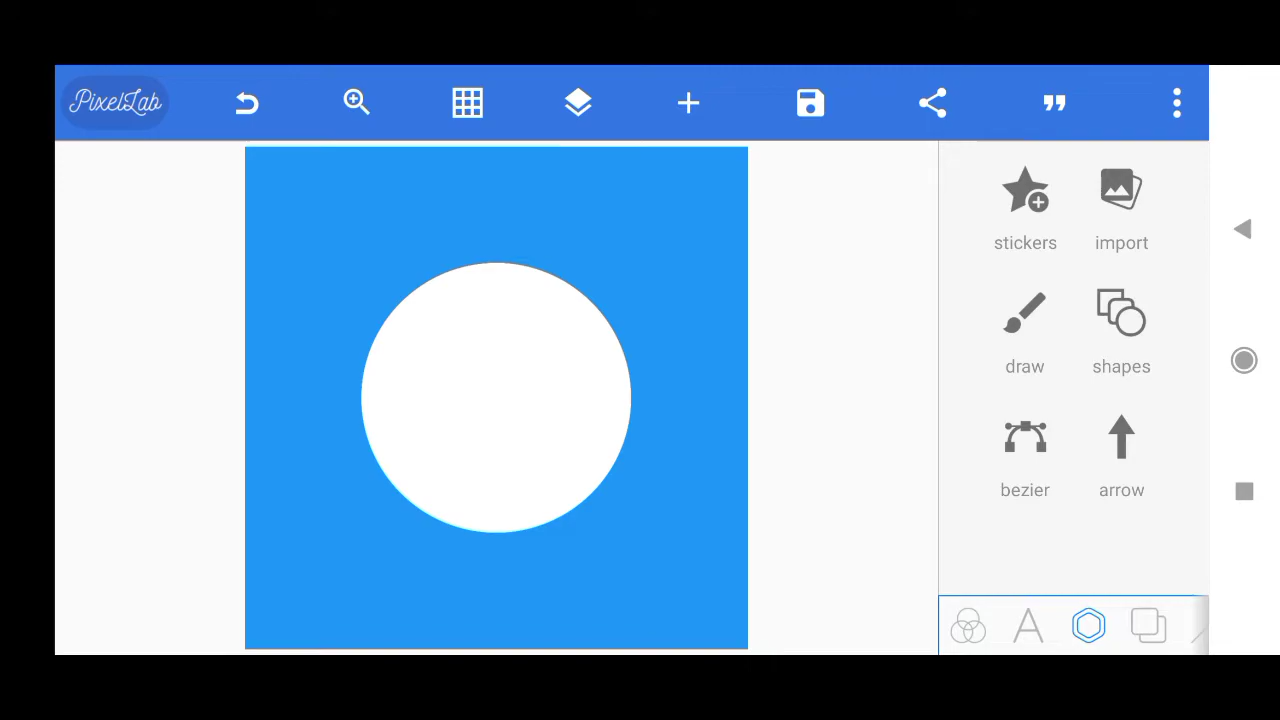 PixelLab
stickers
import
draw
shapes
bezier
arrow